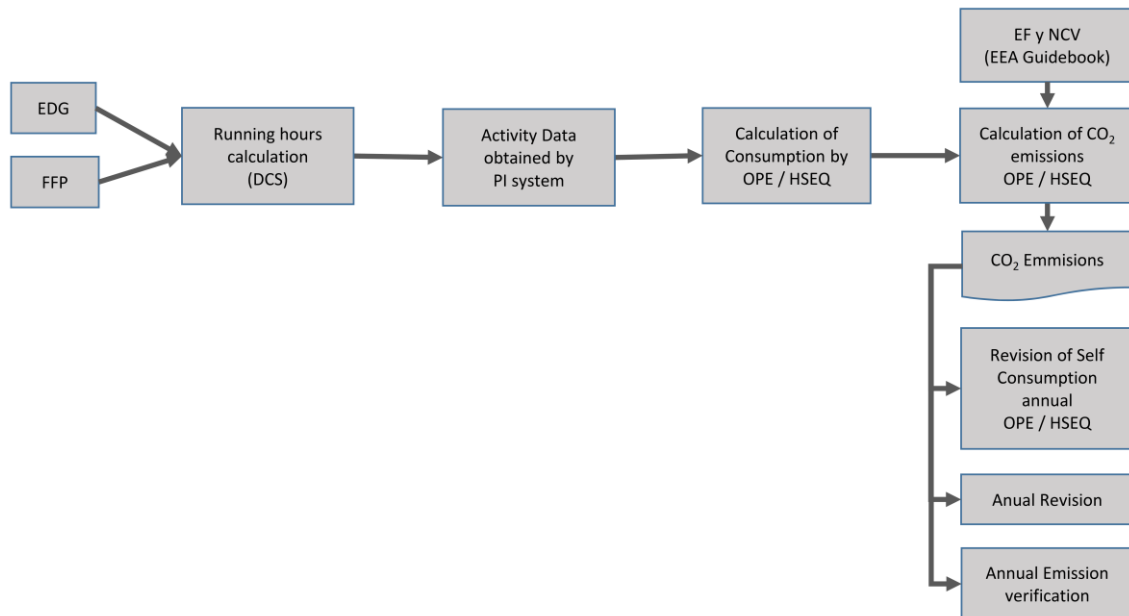 EDG
FFP
Running hours
calculation
(DCS)
Activity Data
obtained by
PI system
Calculation of
Consumption by
OPE / HSEQ
EF y NCV
(EEA Guidebook)
Calculation of CO₂
emissions
OPE / HSEQ
CO₂ Emmisions
Revision of Self
Consumption
annual
OPE / HSEQ
Anual Revision
Annual Emission
verification